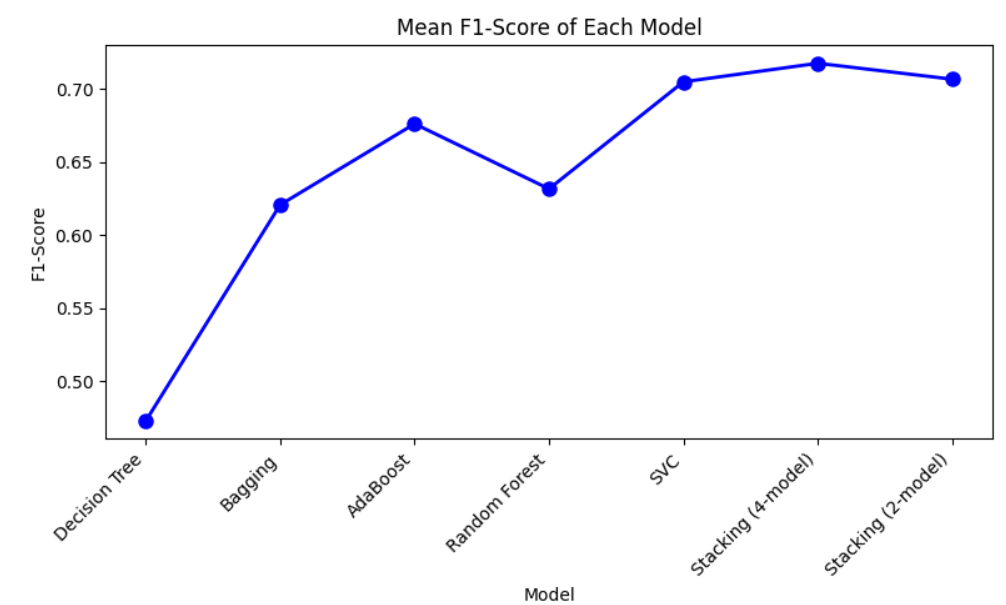 Mean F1-Score of Each Model
0.70
0.65
0.60
0.55
0.50
F1-Score
Decision Tree
Bagging
AdaBoost
Random Forest
SVC
Stacking (4-model)
Stacking (2-model)
Model